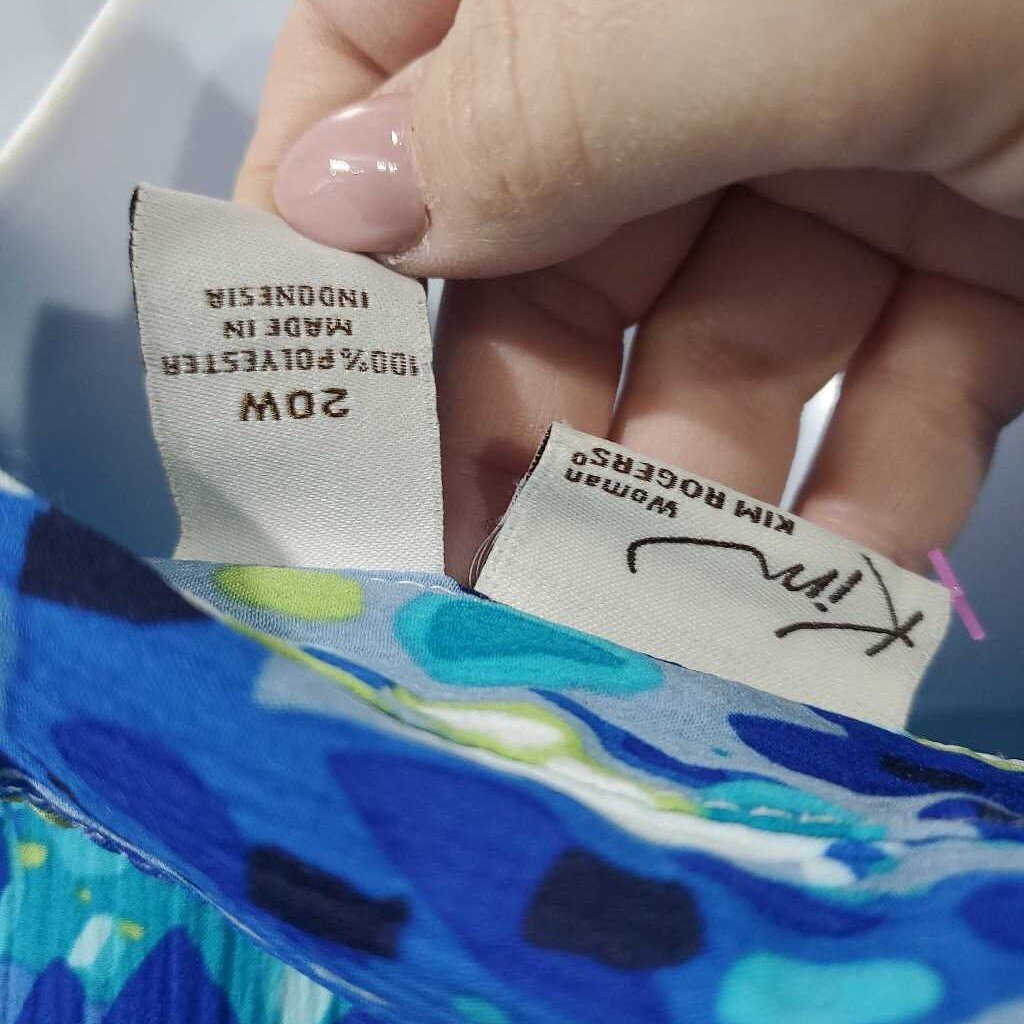 20W
100% POLYESTER
MADE IN
INDONESIA
Kim
KIM ROGERS®
Woman